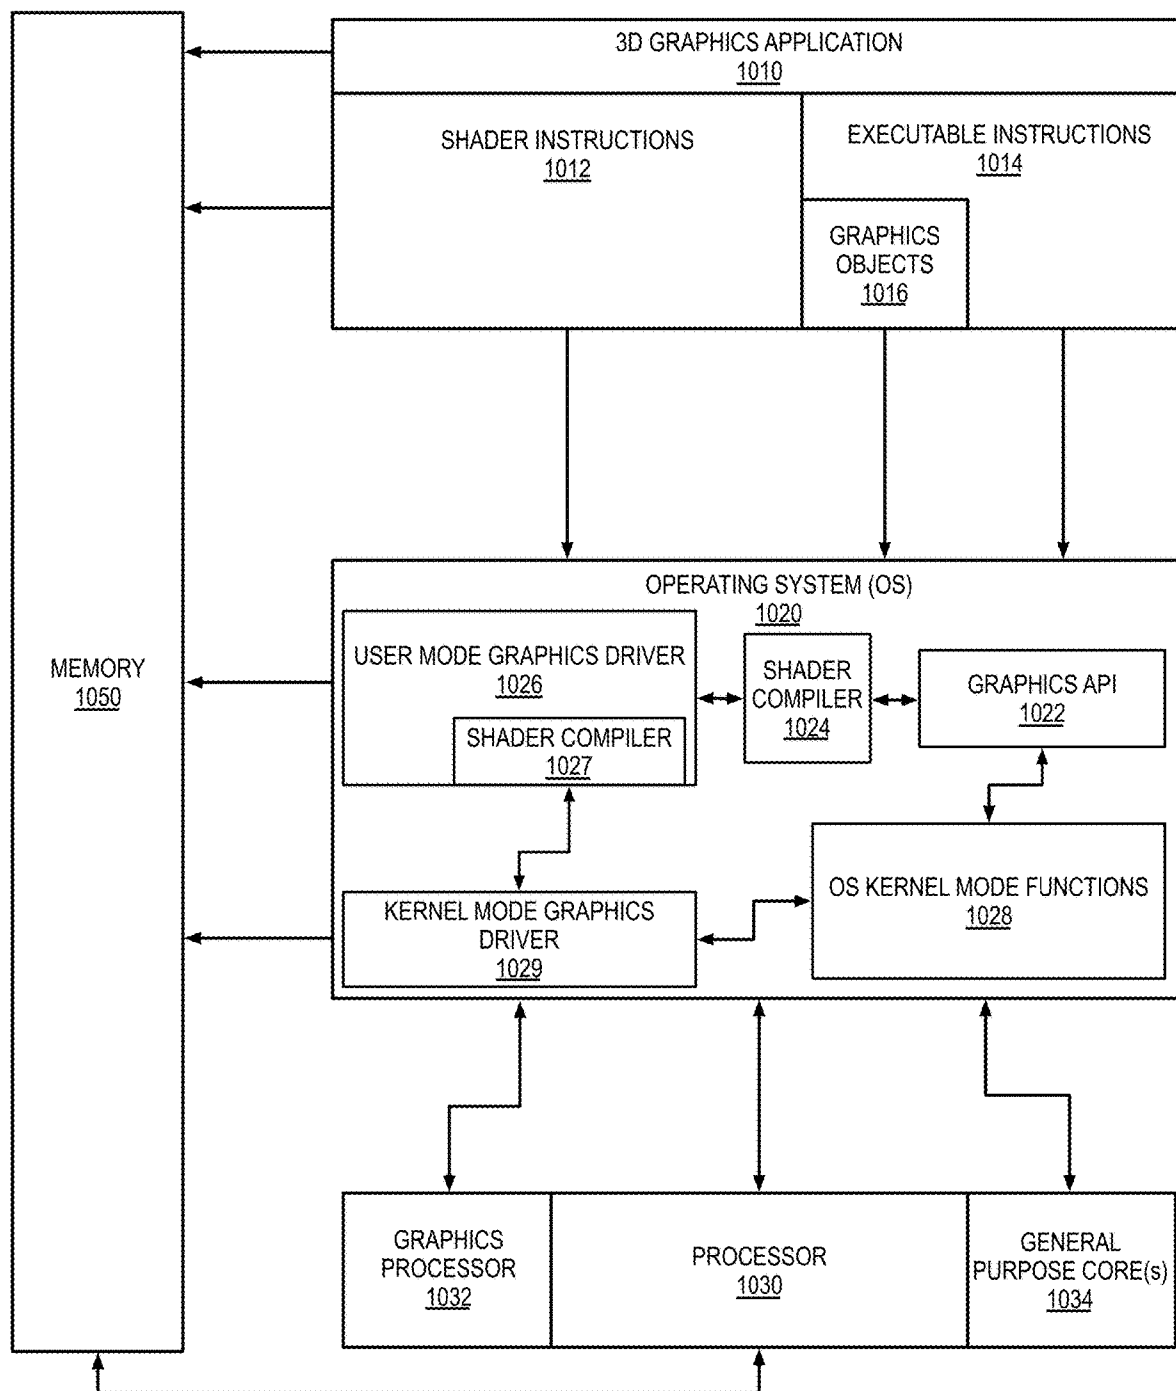 3D GRAPHICS APPLICATION
1010
SHADER INSTRUCTIONS
1012
EXECUTABLE INSTRUCTIONS
1014
GRAPHICS
OBJECTS
1016
MEMORY
1050
OPERATING SYSTEM (OS)
1020
USER MODE GRAPHICS DRIVER
1026
SHADER COMPILER
1027
SHADER
COMPILER
1024
GRAPHICS API
1022
KERNEL MODE GRAPHICS
DRIVER
1029
OS KERNEL MODE FUNCTIONS
1028
GRAPHICS
PROCESSOR
1032
PROCESSOR
1030
GENERAL
PURPOSE CORE(s)
1034